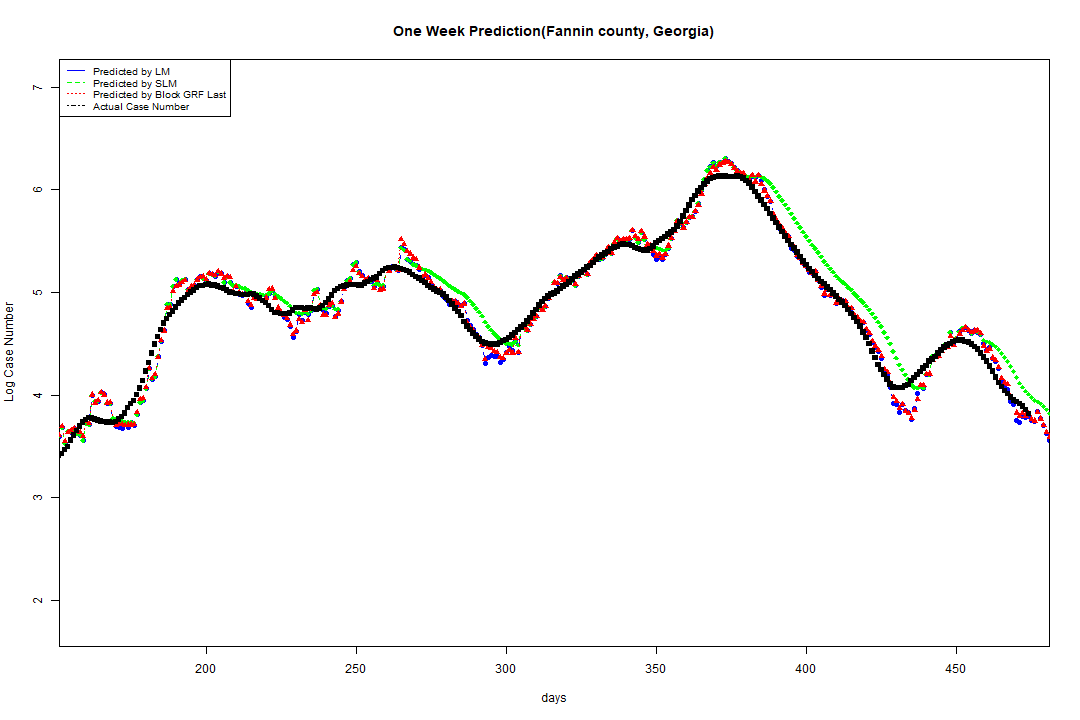 One Week Prediction(Fannin county, Georgia)
Predicted by LM
Predicted by SLM
Predicted by Block GRF Last
Actual Case Number
7
6
5
4
3
2
Log Case Number
200 250 300 350 400 450
days